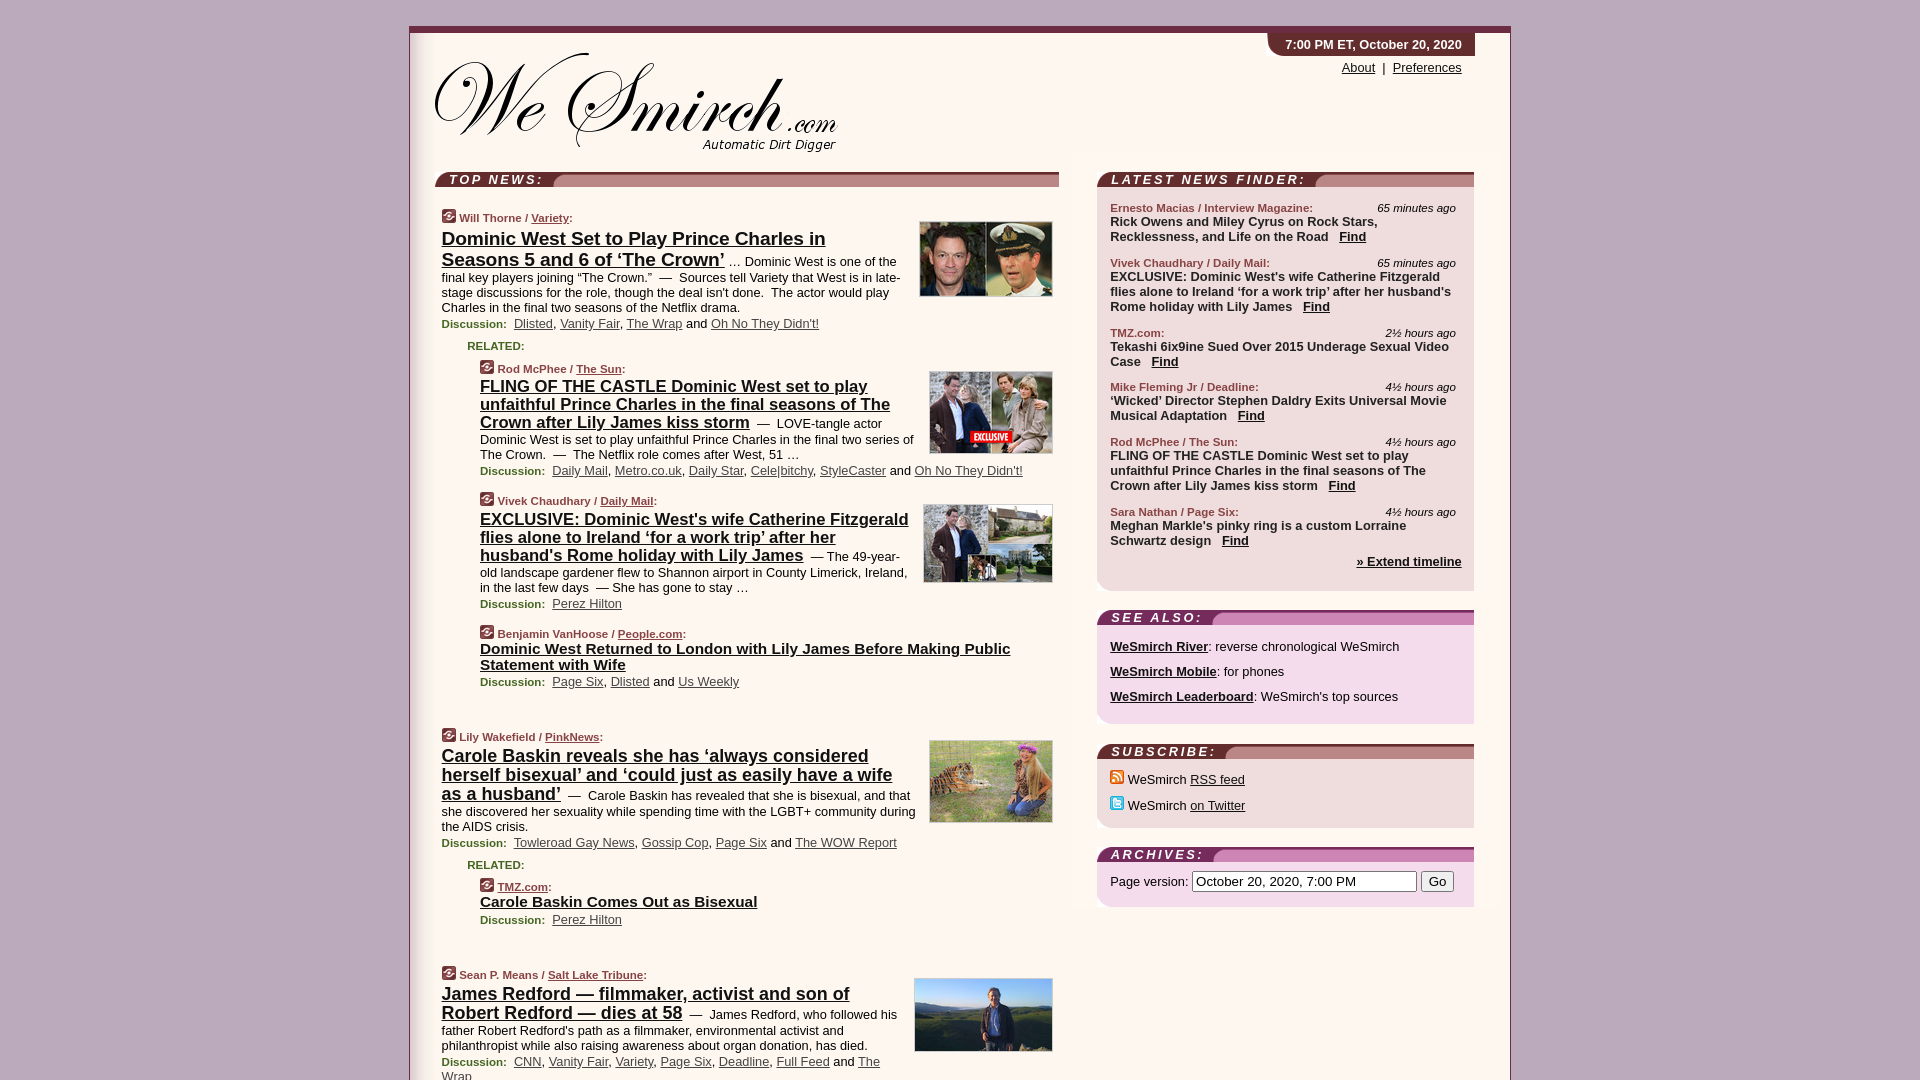 7:00 PM ET, October 20, 2020
About | Preferences
We Smirch .com
Automatic Dirt Digger
TOP NEWS:
Will Thorne / Variety:
Dominic West Set to Play Prince Charles in
Seasons 5 and 6 of ‘The Crown’ … Dominic West is one of the
final key players joining “The Crown.” — Sources tell Variety that West is in late-
stage discussions for the role, though the deal isn't done. The actor would play
Charles in the final two seasons of the Netflix drama.
Discussion: Dlisted, Vanity Fair, The Wrap and Oh No They Didn't!
RELATED:
Rod McPhee / The Sun:
FLING OF THE CASTLE Dominic West set to play
unfaithful Prince Charles in the final seasons of The
Crown after Lily James kiss storm — LOVE-tangle actor
Dominic West is set to play unfaithful Prince Charles in the final two series of
The Crown. — The Netflix role comes after West, 51 …
EXCLUSIVE
Discussion: Daily Mail, Metro.co.uk, Daily Star, Cele|bitchy, StyleCaster and Oh No They Didn't!
Vivek Chaudhary / Daily Mail:
EXCLUSIVE: Dominic West's wife Catherine Fitzgerald
flies alone to Ireland ‘for a work trip’ after her
husband's Rome holiday with Lily James — The 49-year-
old landscape gardener flew to Shannon airport in County Limerick, Ireland,
in the last few days — She has gone to stay …
Discussion: Perez Hilton
Benjamin VanHoose / People.com:
Dominic West Returned to London with Lily James Before Making Public
Statement with Wife
Discussion: Page Six, Dlisted and Us Weekly
Lily Wakefield / PinkNews:
Carole Baskin reveals she has ‘always considered
herself bisexual’ and ‘could just as easily have a wife
as a husband’ — Carole Baskin has revealed that she is bisexual, and that
she discovered her sexuality while spending time with the LGBT+ community during
the AIDS crisis.
Discussion: Towleroad Gay News, Gossip Cop, Page Six and The WOW Report
RELATED:
TMZ.com:
Carole Baskin Comes Out as Bisexual
Discussion: Perez Hilton
Sean P. Means / Salt Lake Tribune:
James Redford — filmmaker, activist and son of
Robert Redford — dies at 58 — James Redford, who followed his
father Robert Redford's path as a filmmaker, environmental activist and
philanthropist while also raising awareness about organ donation, has died.
Discussion: CNN, Vanity Fair, Variety, Page Six, Deadline, Full Feed and The
Wrap
LATEST NEWS FINDER:
Ernesto Macias / Interview Magazine: 65 minutes ago
Rick Owens and Miley Cyrus on Rock Stars,
Recklessness, and Life on the Road Find
Vivek Chaudhary / Daily Mail: 65 minutes ago
EXCLUSIVE: Dominic West's wife Catherine Fitzgerald
flies alone to Ireland ‘for a work trip’ after her husband's
Rome holiday with Lily James Find
TMZ.com: 2½ hours ago
Tekashi 6ix9ine Sued Over 2015 Underage Sexual Video
Case Find
Mike Fleming Jr / Deadline: 4½ hours ago
‘Wicked’ Director Stephen Daldry Exits Universal Movie
Musical Adaptation Find
Rod McPhee / The Sun: 4½ hours ago
FLING OF THE CASTLE Dominic West set to play
unfaithful Prince Charles in the final seasons of The
Crown after Lily James kiss storm Find
Sara Nathan / Page Six: 4½ hours ago
Meghan Markle's pinky ring is a custom Lorraine
Schwartz design Find
» Extend timeline
SEE ALSO:
WeSmirch River: reverse chronological WeSmirch
WeSmirch Mobile: for phones
WeSmirch Leaderboard: WeSmirch's top sources
SUBSCRIBE:
WeSmirch RSS feed
WeSmirch on Twitter
ARCHIVES:
Page version: October 20, 2020, 7:00 PM Go